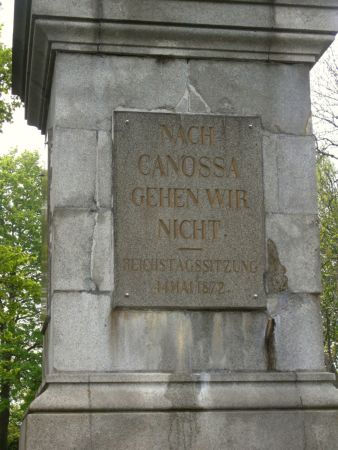 NACH
CANOSSA
GEHEN WIR
NICHT.
REICHSTAGSSITZUNG
14 MAI 1872.